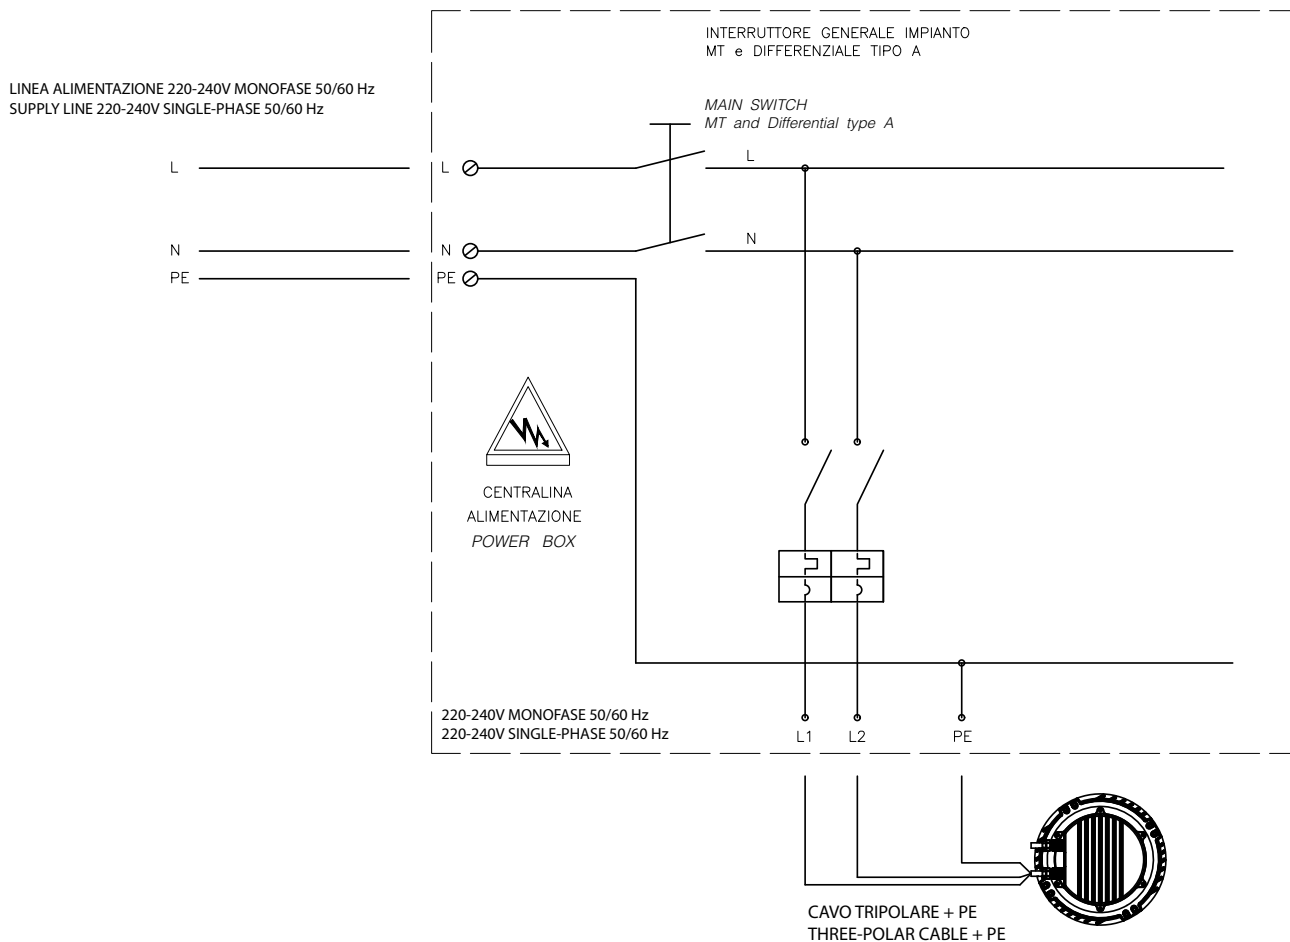 INTERRUTTORE GENERALE IMPIANTO
MT e DIFFERENZIALE TIPO A
LINEA ALIMENTAZIONE 220-240V MONOFASE 50/60 Hz
SUPPLY LINE 220-240V SINGLE-PHASE 50/60 Hz
MAIN SWITCH
MT and Differential type A
L
L
L
N
N
N
PE
PE
CENTRALINA
ALIMENTAZIONE
POWER BOX
220-240V MONOFASE 50/60 Hz
220-240V SINGLE-PHASE 50/60 Hz
L1
L2
PE
CAVO TRIPOLARE + PE
THREE-POLAR CABLE + PE